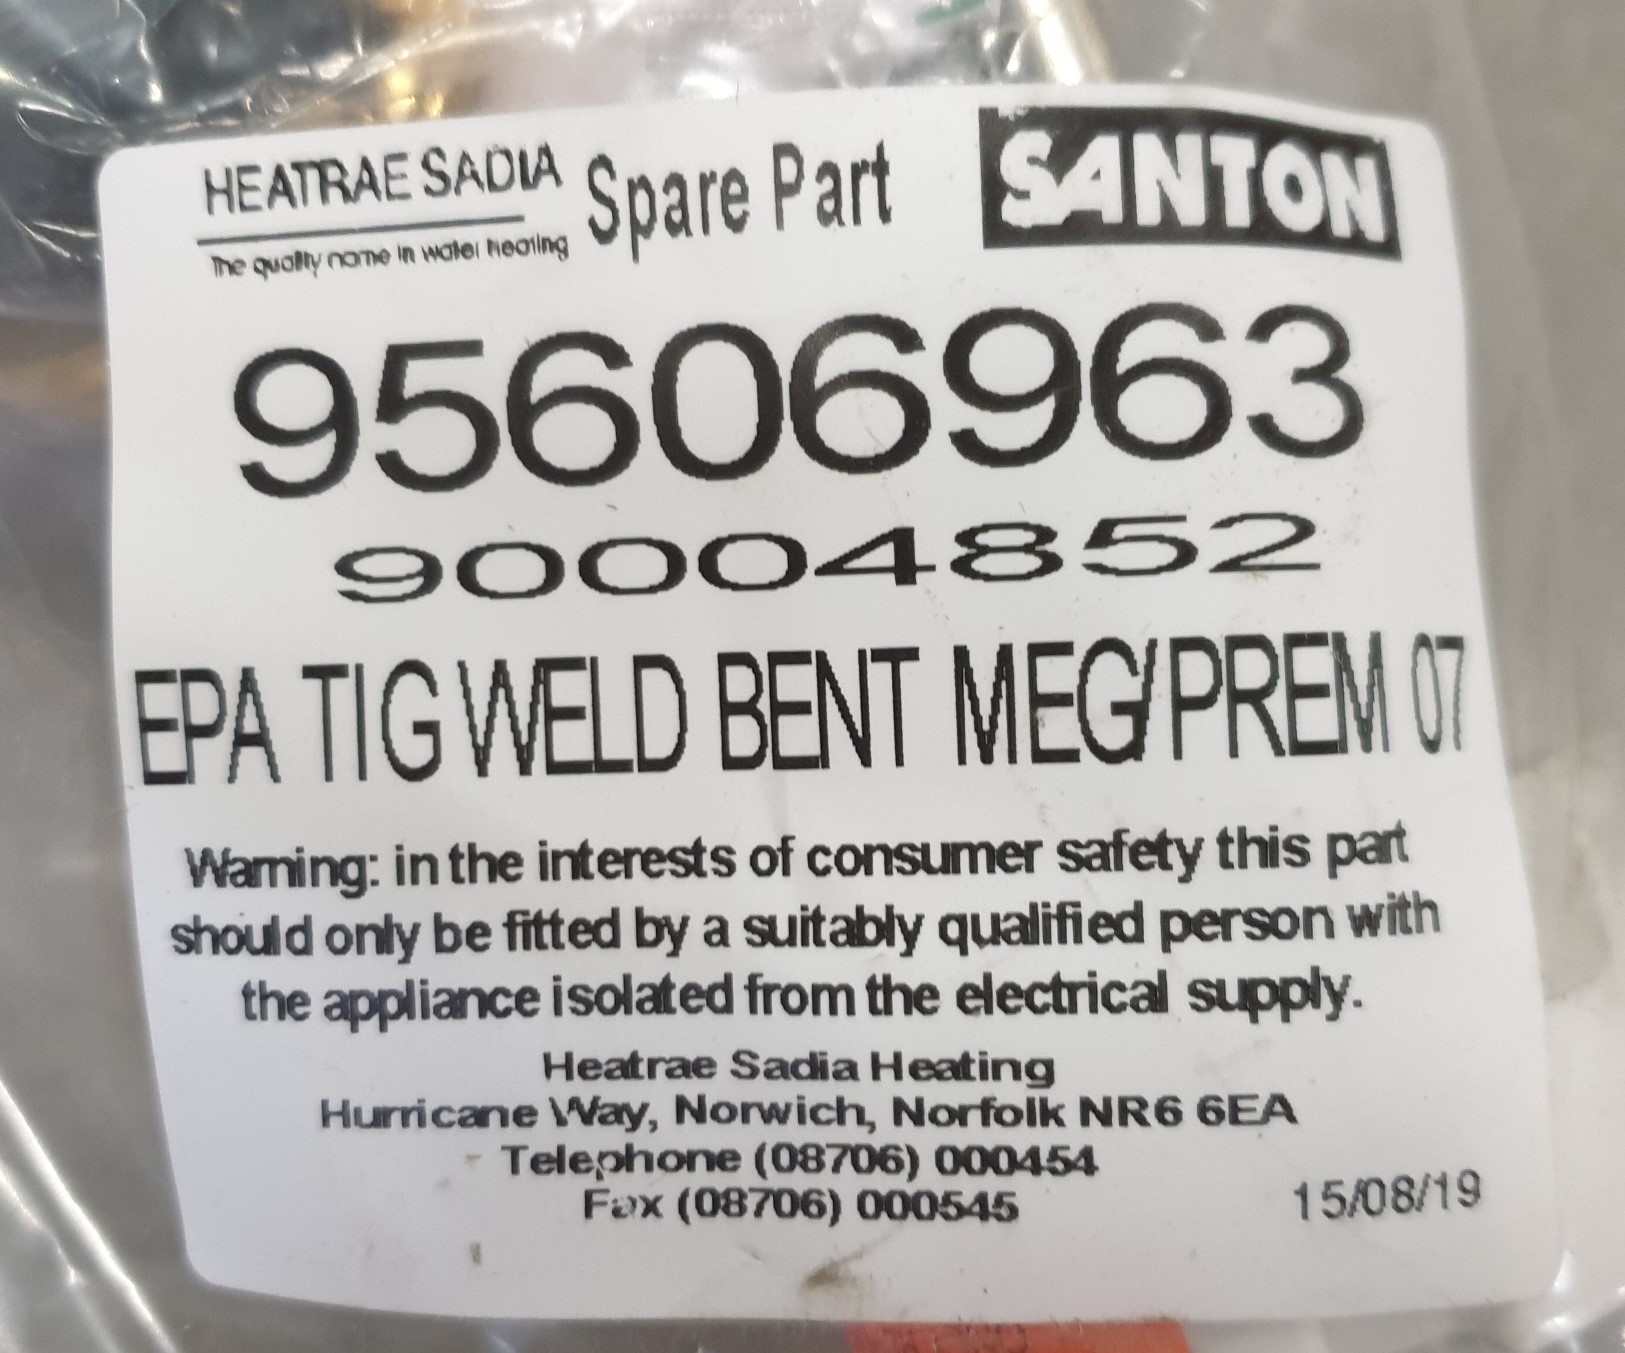 HEATRAE SADIA Spare Part SANTON
The quality name in water heating
95606963
90004852
EPA TIG WELD BENT MEG/PREM 07
Warning: in the interests of consumer safety this part
should only be fitted by a suitably qualified person with
the appliance isolated from the electrical supply.
Heatrae Sadia Heating
Hurricane Way, Norwich, Norfolk NR6 6EA
Telephone (08706) 000454
Fax (08706) 000545
15/08/19